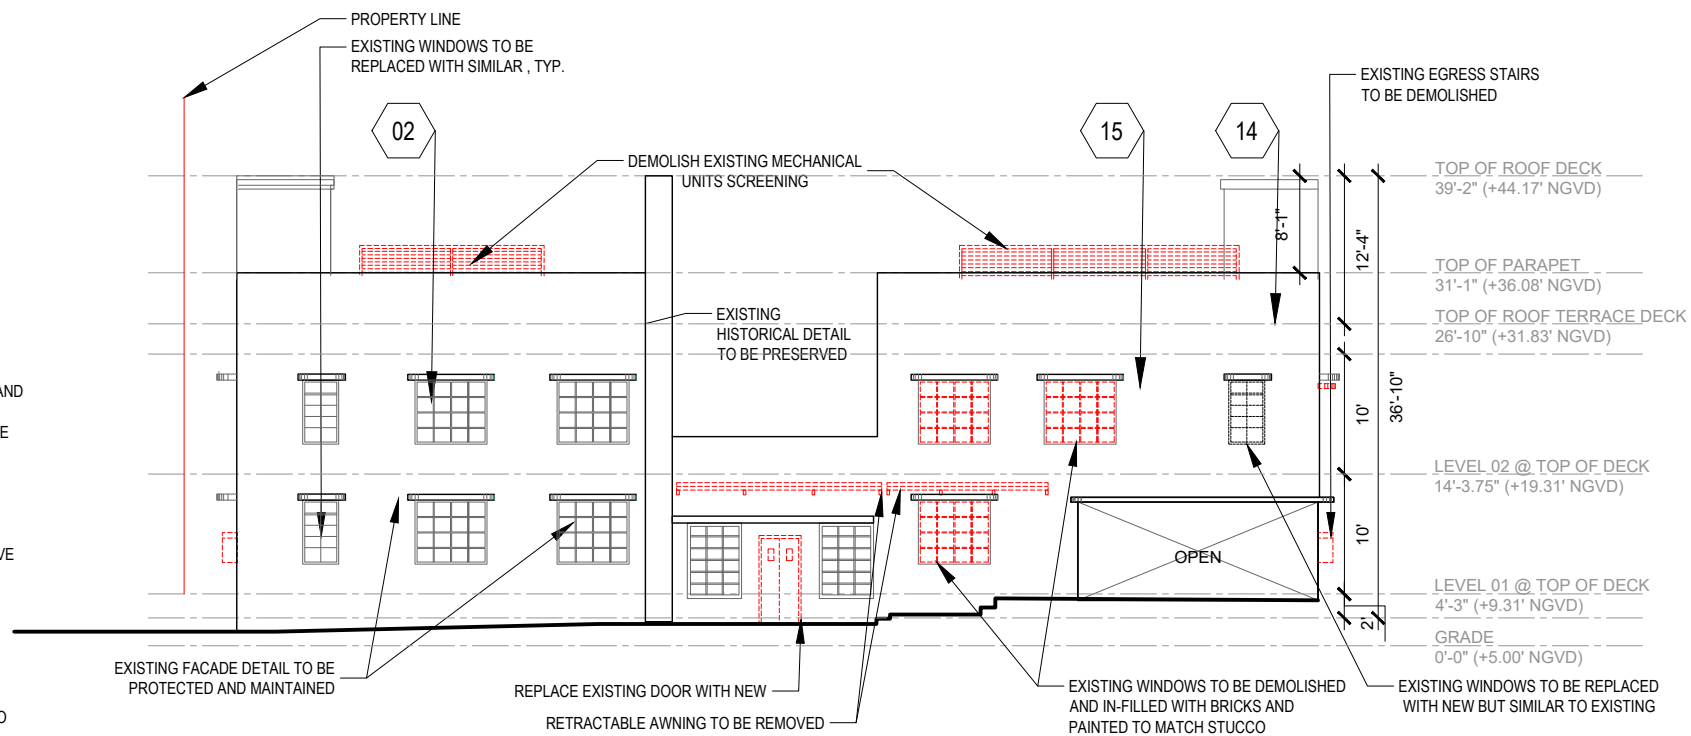 PROPERTY LINE
EXISTING WINDOWS TO BE
REPLACED WITH SIMILAR , TYP.
EXISTING EGRESS STAIRS
TO BE DEMOLISHED
02
15
14
DEMOLISH EXISTING MECHANICAL
UNITS SCREENING
TOP OF ROOF DECK
39'-2" (+44.17' NGVD)
8'-1"
12'-4"
TOP OF PARAPET
31'-1" (+36.08' NGVD)
EXISTING
HISTORICAL DETAIL
TO BE PRESERVED
TOP OF ROOF TERRACE DECK
26'-10" (+31.83' NGVD)
AND
E
10'
36'-10"
LEVEL 02 @ TOP OF DECK
14'-3.75" (+19.31' NGVD)
VE
OPEN
10'
LEVEL 01 @ TOP OF DECK
4'-3" (+9.31' NGVD)
2'
GRADE
0'-0" (+5.00' NGVD)
EXISTING FACADE DETAIL TO BE
PROTECTED AND MAINTAINED
REPLACE EXISTING DOOR WITH NEW
RETRACTABLE AWNING TO BE REMOVED
EXISTING WINDOWS TO BE DEMOLISHED
AND IN-FILLED WITH BRICKS AND
PAINTED TO MATCH STUCCO
EXISTING WINDOWS TO BE REPLACED
WITH NEW BUT SIMILAR TO EXISTING